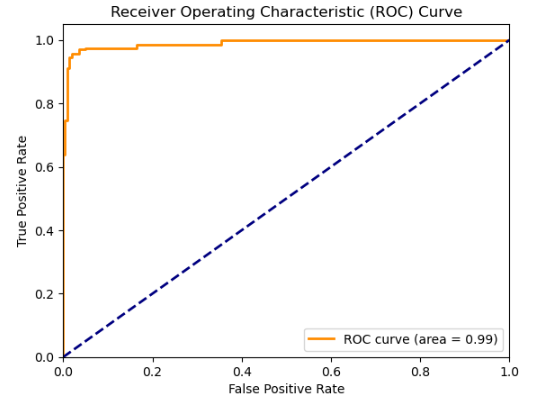 Receiver Operating Characteristic (ROC) Curve
1.0
0.8
0.6
0.4
0.2
0.0
True Positive Rate
ROC curve (area = 0.99)
0.0 0.2 0.4 0.6 0.8 1.0
False Positive Rate